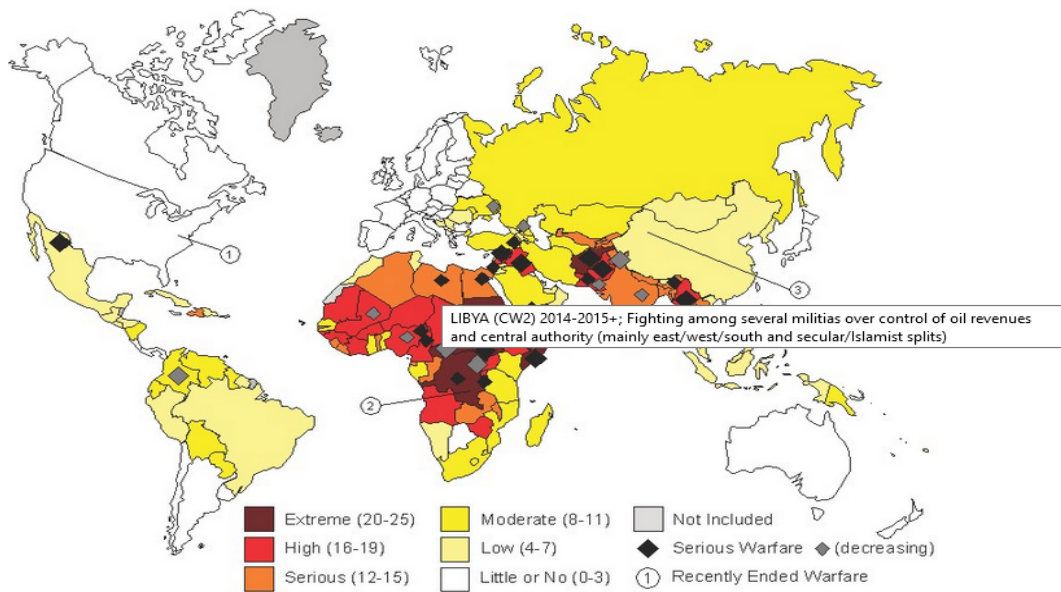 1
3
LIBYA (CW2) 2014-2015+; Fighting among several militias over control of oil revenues
and central authority (mainly east/west/south and secular/Islamist splits)
2
Extreme (20-25)
Moderate (8-11)
Not Included
High (16-19)
Low (4-7)
Serious Warfare
(decreasing)
Serious (12-15)
Little or No (0-3)
1 Recently Ended Warfare